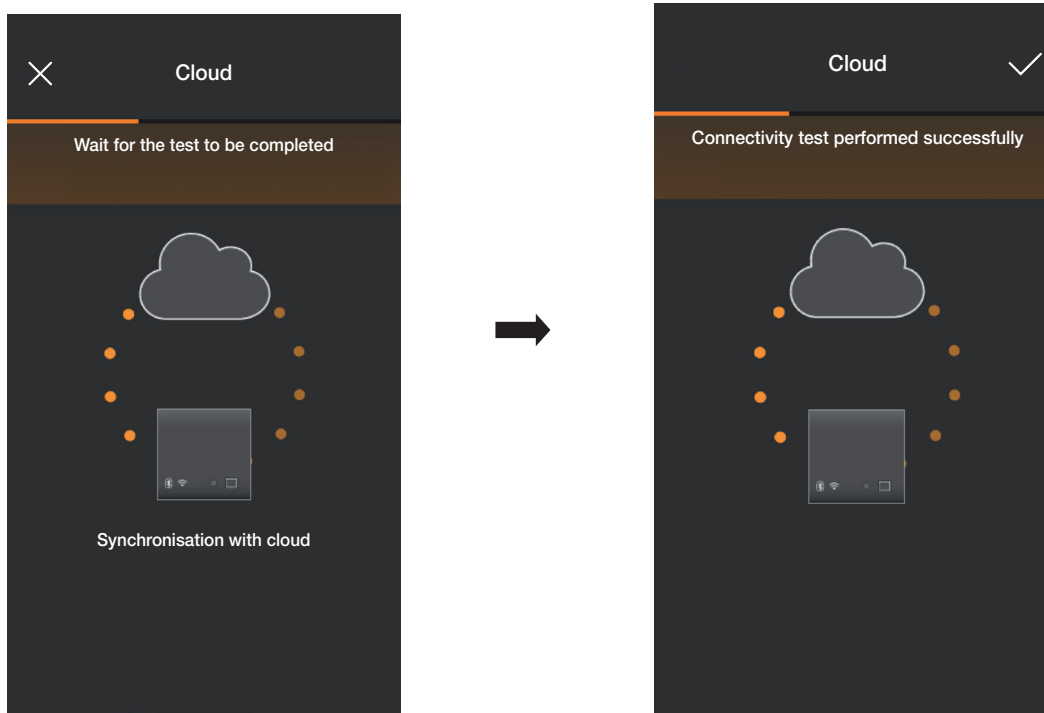 Cloud
Wait for the test to be completed
Synchronisation with cloud
Cloud
Connectivity test performed successfully